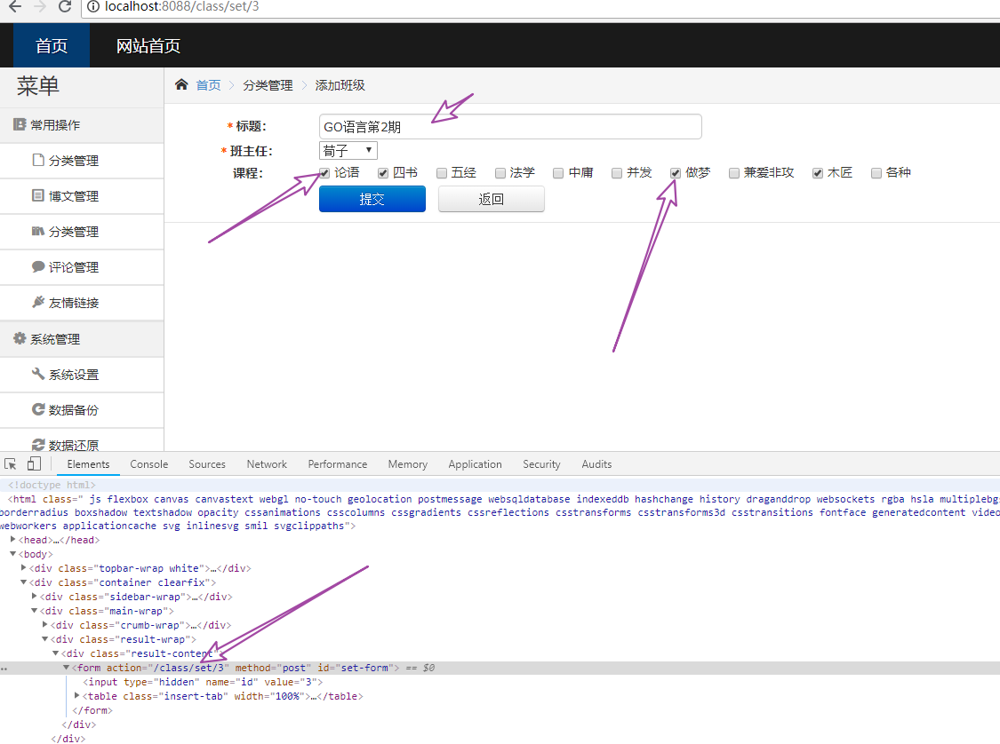 localhost:8088/class/set/3
首页 网站首页
菜单
首页 分类管理 添加班级
常用操作
*标题： GO语言第2期
*班主任： 荀子
分类管理
课程： 论语 四书 五经 法学 中庸 并发 做梦 兼爱非攻 木匠 各种
博文管理
提交 返回
分类管理
评论管理
友情链接
系统管理
系统设置
数据备份
数据还原
Elements Console Sources Network Performance Memory Application Security Audits
<!doctype html>
<html class=" js flexbox canvas canvastext webgl no-touch geolocation postmessage websqldatabase indexeddb hashchange history draganddrop websockets rgba hsla multiplebgs
borderradius boxshadow textshadow opacity cssanimations csscolumns cssgradients cssreflections csstransforms csstransforms3d csstransitions fontface generatedcontent video
webworkers applicationcache svg inlinesvg smil svgclippaths">
<head>…</head>
<body>
<div class="topbar-wrap white">…</div>
<div class="container clearfix">
<div class="sidebar-wrap">…</div>
<div class="main-wrap">
<div class="crumb-wrap">…</div>
<div class="result-wrap">
<div class="result-content">
<form action="/class/set/3" method="post" id="set-form"> == $0
<input type="hidden" name="id" value="3">
<table class="insert-tab" width="100%">…</table>
</form>
</div>
</div>